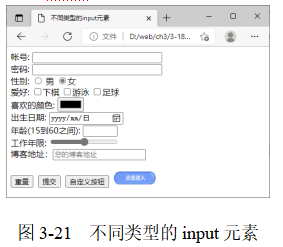 不同类型的input元素
文件 D:/web/ch3/3-18...
帐号:
密码:
性别: 男 女
爱好: 下棋 游泳 足球
喜欢的颜色:
出生日期: yyyy/mm/日
年龄(15到60之间):
工作年限:
博客地址: 您的博客地址
重置 提交 自定义按钮 点击进入
图 3-21 不同类型的 input 元素